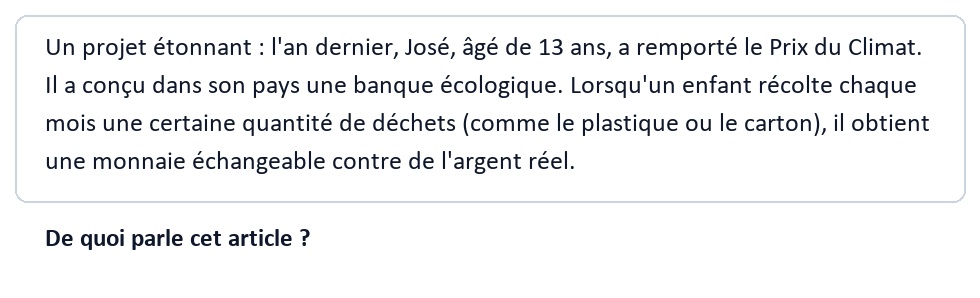 Un projet étonnant : l'an dernier, José, âgé de 13 ans, a remporté le Prix du Climat.
Il a conçu dans son pays une banque écologique. Lorsqu'un enfant récolte chaque
mois une certaine quantité de déchets (comme le plastique ou le carton), il obtient
une monnaie échangeable contre de l'argent réel.
De quoi parle cet article ?